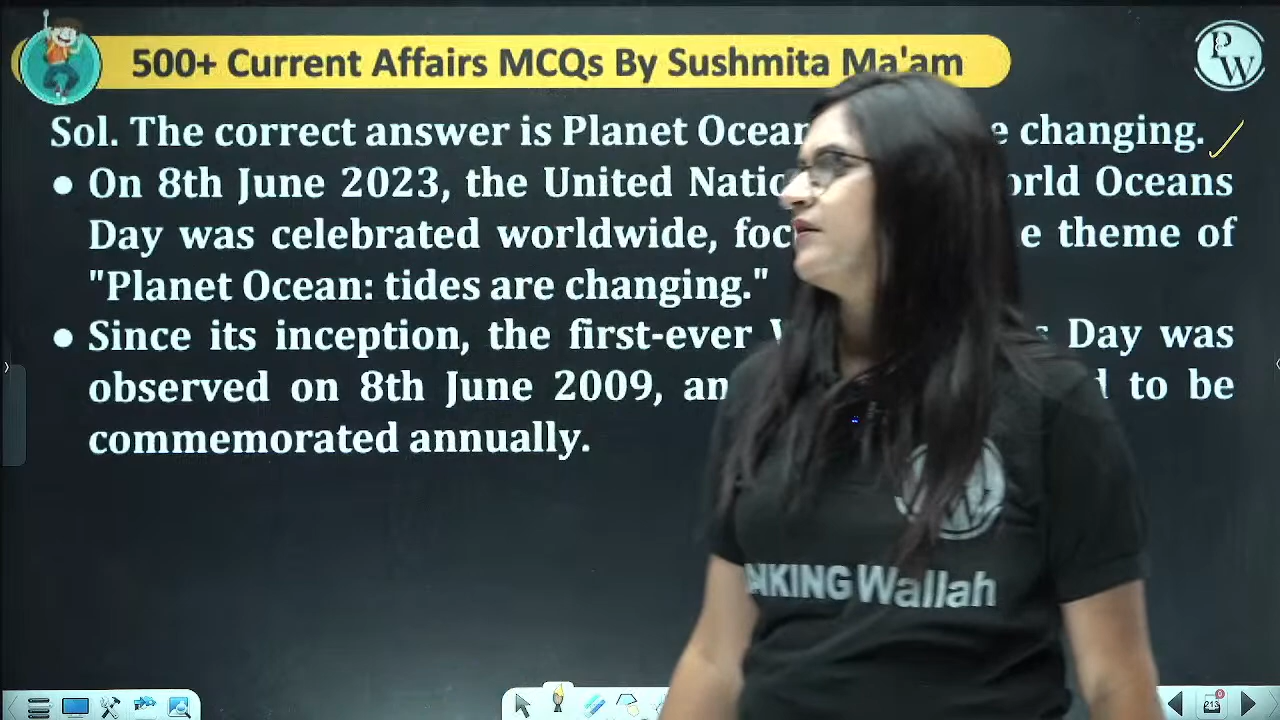 500+ Current Affairs MCQs By Sushmita Ma'am
PW
Sol. The correct answer is Planet Ocean changing.
● On 8th June 2023, the United Oceans
Day was celebrated worldwide, theme of
"Planet Ocean: tides are changing."
● Since its inception, the first-ever Day was
observed on 8th June 2009, to be
commemorated annually.
Wallah